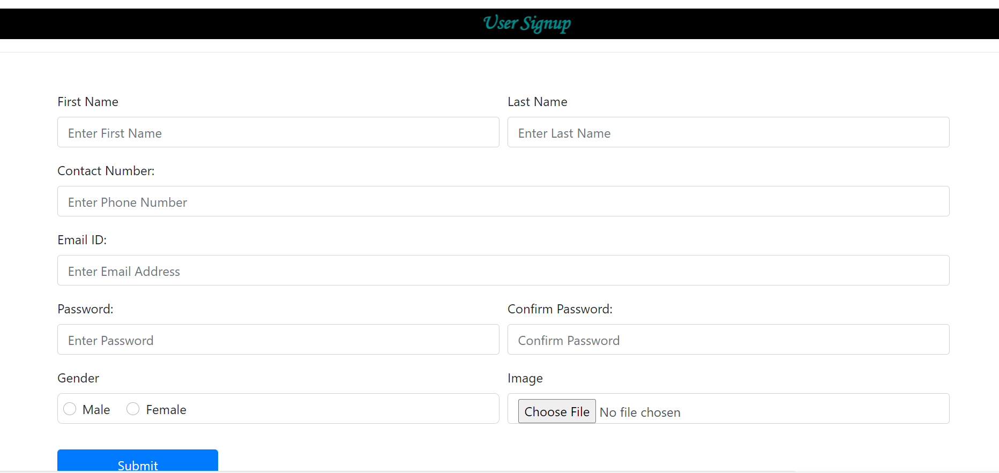 User Signup
First Name Last Name
Enter First Name Enter Last Name
Contact Number:
Enter Phone Number
Email ID:
Enter Email Address
Password: Confirm Password:
Enter Password Confirm Password
Gender Image
Male Female Choose File No file chosen
Submit